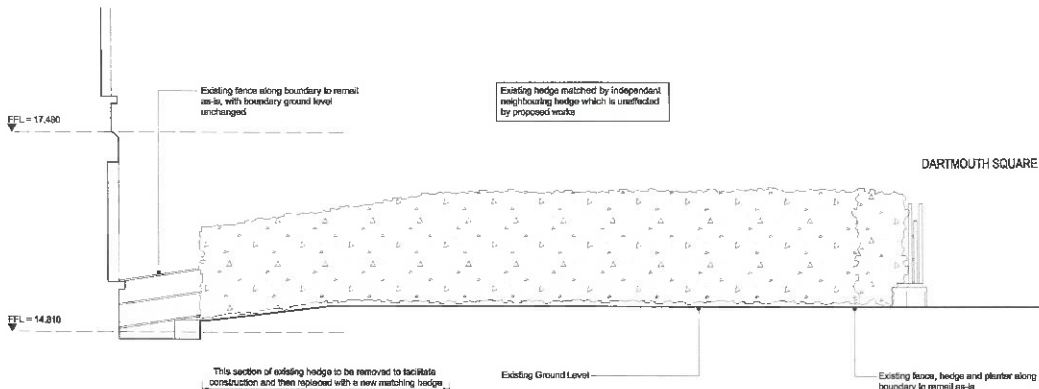 Existing fence along boundary to remait
as-is, with boundary ground level
unchanged
Existing hedge matched by independant
neighbouring hedge which is unaffected
by proposed works
FFL = 17.480
DARTMOUTH SQUARE
FFL = 14.810
This section of existing hedge to be removed to facilitate
construction and then replaced with a new matching hedge
Existing Ground Level
Existing fence, hedge and planter along
boundary to remait as-is